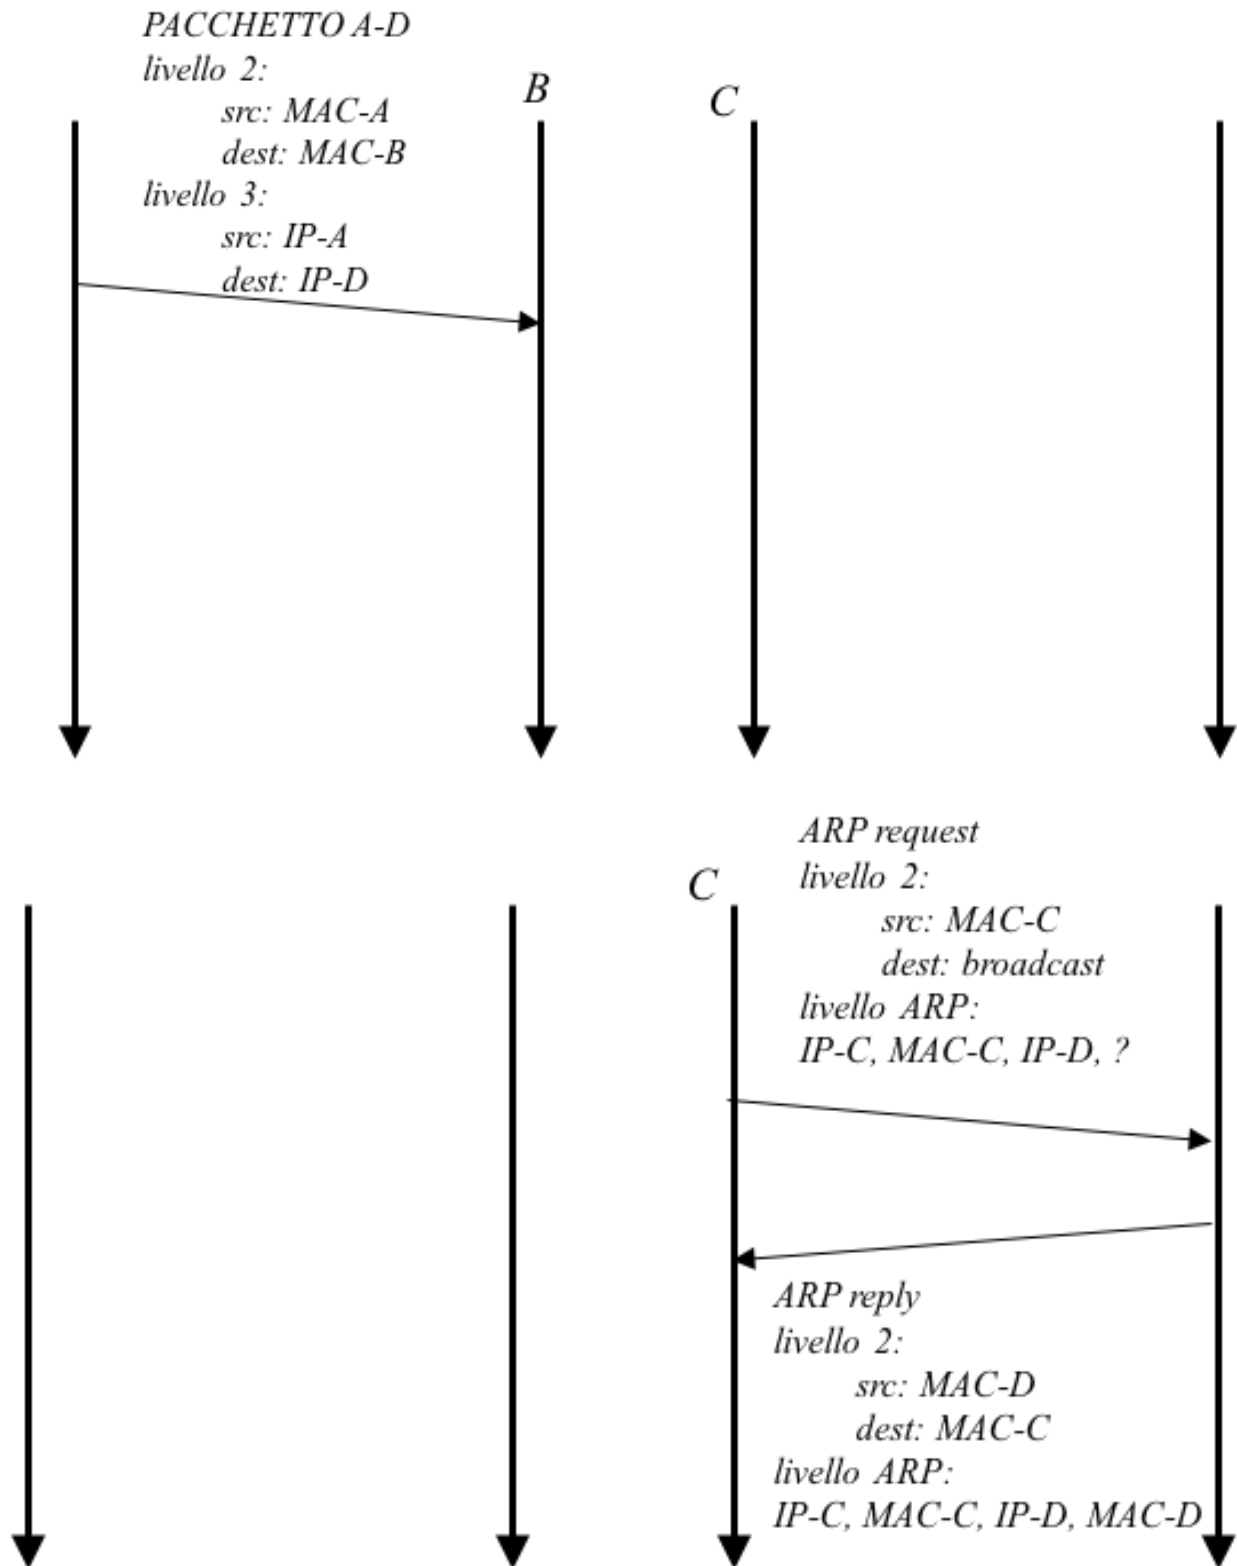 PACCHETTO A-D
livello 2:
src: MAC-A
dest: MAC-B
livello 3:
src: IP-A
dest: IP-D
B
C
C
ARP request
livello 2:
src: MAC-C
dest: broadcast
livello ARP:
IP-C, MAC-C, IP-D, ?
ARP reply
livello 2:
src: MAC-D
dest: MAC-C
livello ARP:
IP-C, MAC-C, IP-D, MAC-D